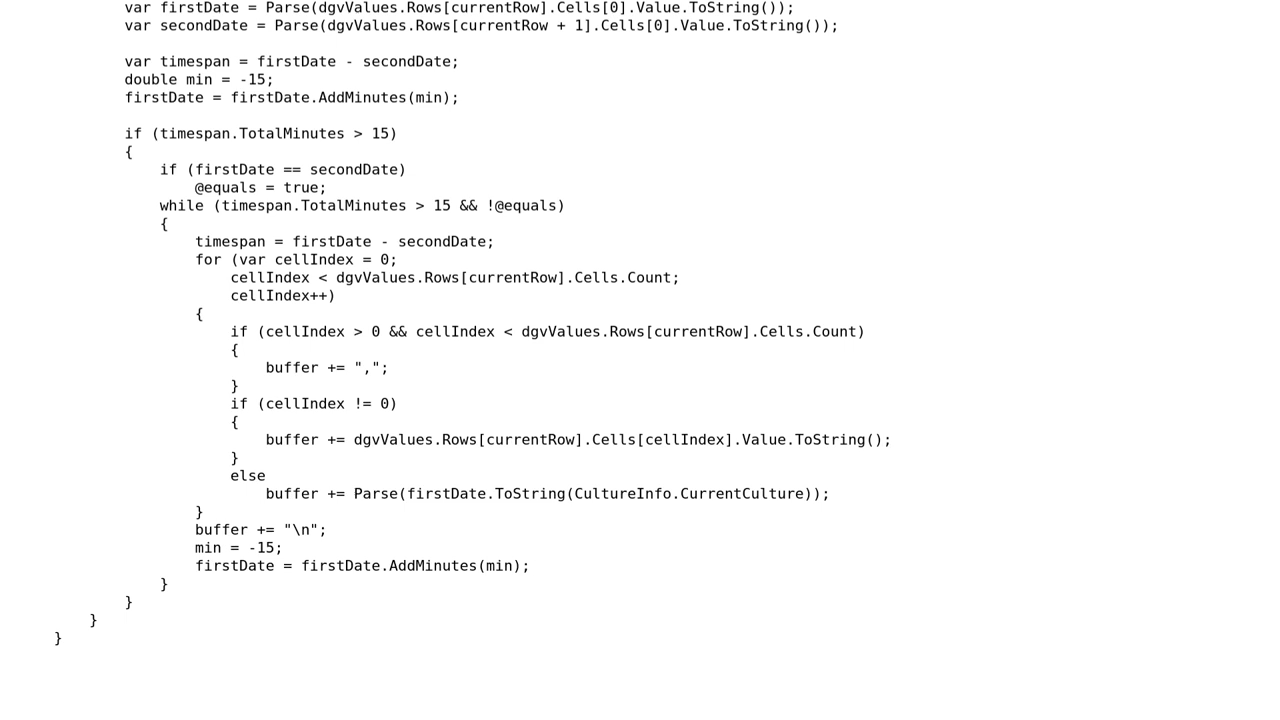 var firstDate = Parse(dgvValues.Rows[currentRow].Cells[0].Value.ToString());
var secondDate = Parse(dgvValues.Rows[currentRow + 1].Cells[0].Value.ToString());
var timespan = firstDate - secondDate;
double min = -15;
firstDate = firstDate.AddMinutes(min);
if (timespan.TotalMinutes > 15)
{
if (firstDate == secondDate)
@equals = true;
while (timespan.TotalMinutes > 15 && !@equals)
{
timespan = firstDate - secondDate;
for (var cellIndex = 0;
cellIndex < dgvValues.Rows[currentRow].Cells.Count;
cellIndex++)
{
if (cellIndex > 0 && cellIndex < dgvValues.Rows[currentRow].Cells.Count)
{
buffer += ",";
}
if (cellIndex != 0)
{
buffer += dgvValues.Rows[currentRow].Cells[cellIndex].Value.ToString();
}
else
buffer += Parse(firstDate.ToString(CultureInfo.CurrentCulture));
}
buffer += "\n";
min = -15;
firstDate = firstDate.AddMinutes(min);
}
}
}
}